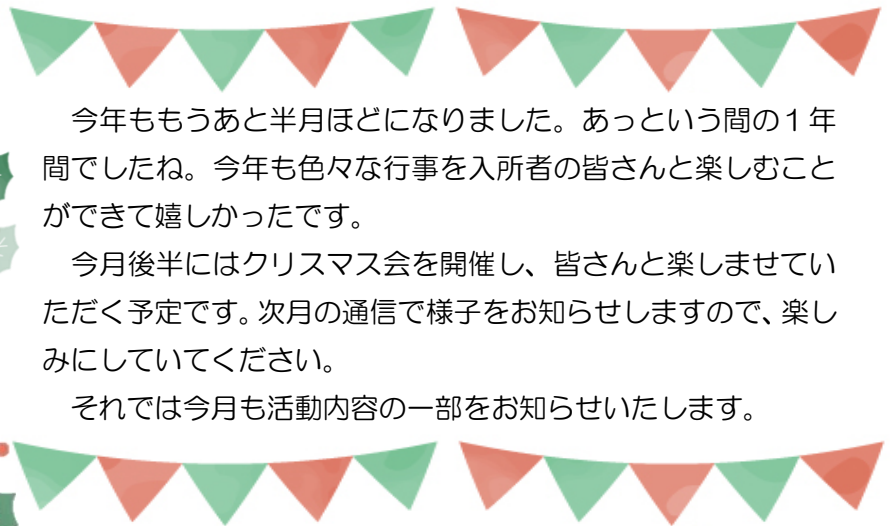 今年ももうあと半月ほどになりました。あっという間の１年
間でしたね。今年も色々な行事を入所者の皆さんと楽しむこと
ができて嬉しかったです。
　今月後半にはクリスマス会を開催し、皆さんと楽しませてい
ただく予定です。次月の通信で様子をお知らせしますので、楽し
みにしていてください。
　それでは今月も活動内容の一部をお知らせいたします。